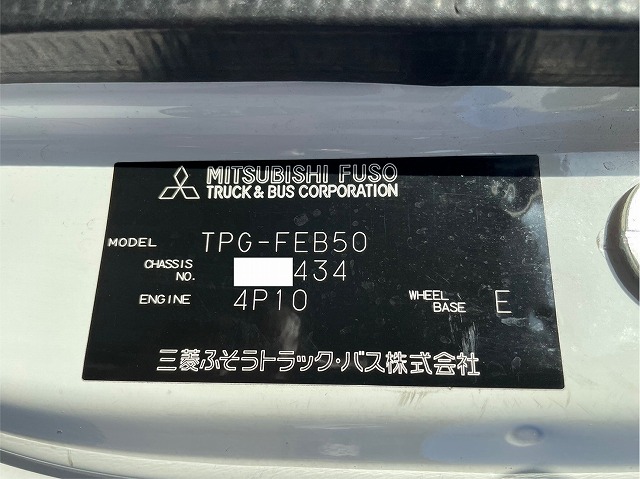 MITSUBISHI FUSO
TRUCK & BUS CORPORATION
MODEL TPG-FEB50
CHASSIS NO. 434
ENGINE 4P10 WHEEL BASE E
三菱ふそうトラック・バス株式会社